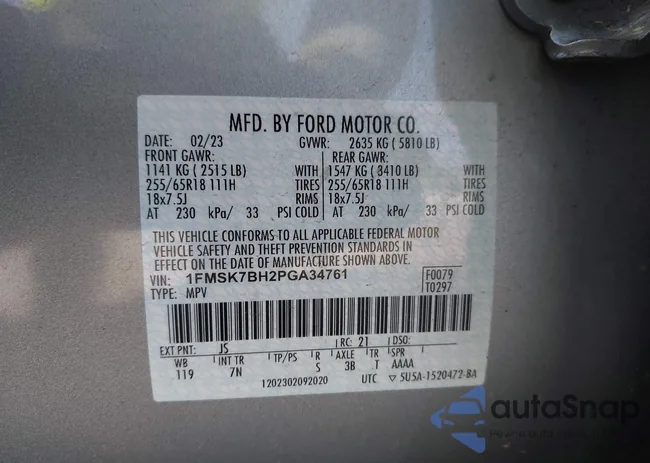 MFD. BY FORD MOTOR CO.
DATE: 02/23 GVWR: 2635 KG ( 5810 LB)
FRONT GAWR: REAR GAWR:
1141 KG ( 2515 LB) WITH 1547 KG ( 3410 LB) WITH
255/65R18 111H TIRES 255/65R18 111H TIRES
18x7.5J RIMS 18x7.5J RIMS
AT 230 kPa/ 33 PSI COLD AT 230 kPa/ 33 PSI COLD
THIS VEHICLE CONFORMS TO ALL APPLICABLE FEDERAL MOTOR
VEHICLE SAFETY AND THEFT PREVENTION STANDARDS IN
EFFECT ON THE DATE OF MANUFACTURE SHOWN ABOVE.
VIN: 1FMSK7BH2PGA34761 F0079
TYPE: MPV T0297
EXT PNT: JS RC: 21 DSO:
WB INT TR TP/PS R AXLE TR SPR
119 7N S 3B T AAAA
1202302092020 UTC ▽ 5U5A-1520472-BA
autaSnap